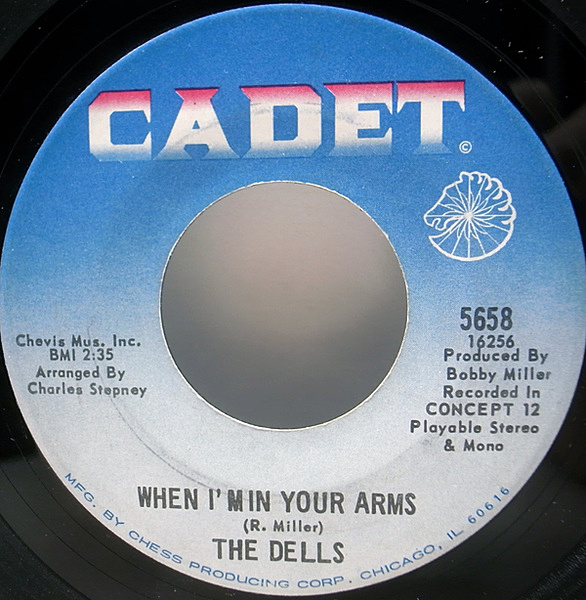 CADET
©
5658
16256
Produced By
Bobby Miller
Recorded In
CONCEPT 12
Playable Stereo
& Mono
Chevis Mus. Inc.
BMI 2:35
Arranged By
Charles Stepney
WHEN I'M IN YOUR ARMS
(R. Miller)
THE DELLS
MFG. BY CHESS PRODUCING CORP. CHICAGO, IL 60616